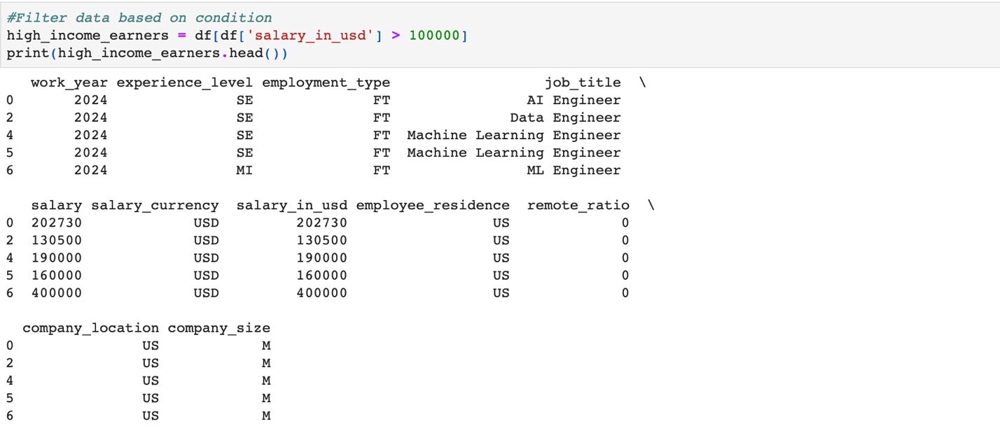 #Filter data based on condition
high_income_earners = df[df['salary_in_usd'] > 100000]
print(high_income_earners.head())
work_year experience_level employment_type job_title \
0 2024 SE FT AI Engineer
2 2024 SE FT Data Engineer
4 2024 SE FT Machine Learning Engineer
5 2024 SE FT Machine Learning Engineer
6 2024 MI FT ML Engineer
salary salary_currency salary_in_usd employee_residence remote_ratio \
0 202730 USD 202730 US 0
2 130500 USD 130500 US 0
4 190000 USD 190000 US 0
5 160000 USD 160000 US 0
6 400000 USD 400000 US 0
company_location company_size
0 US M
2 US M
4 US M
5 US M
6 US M